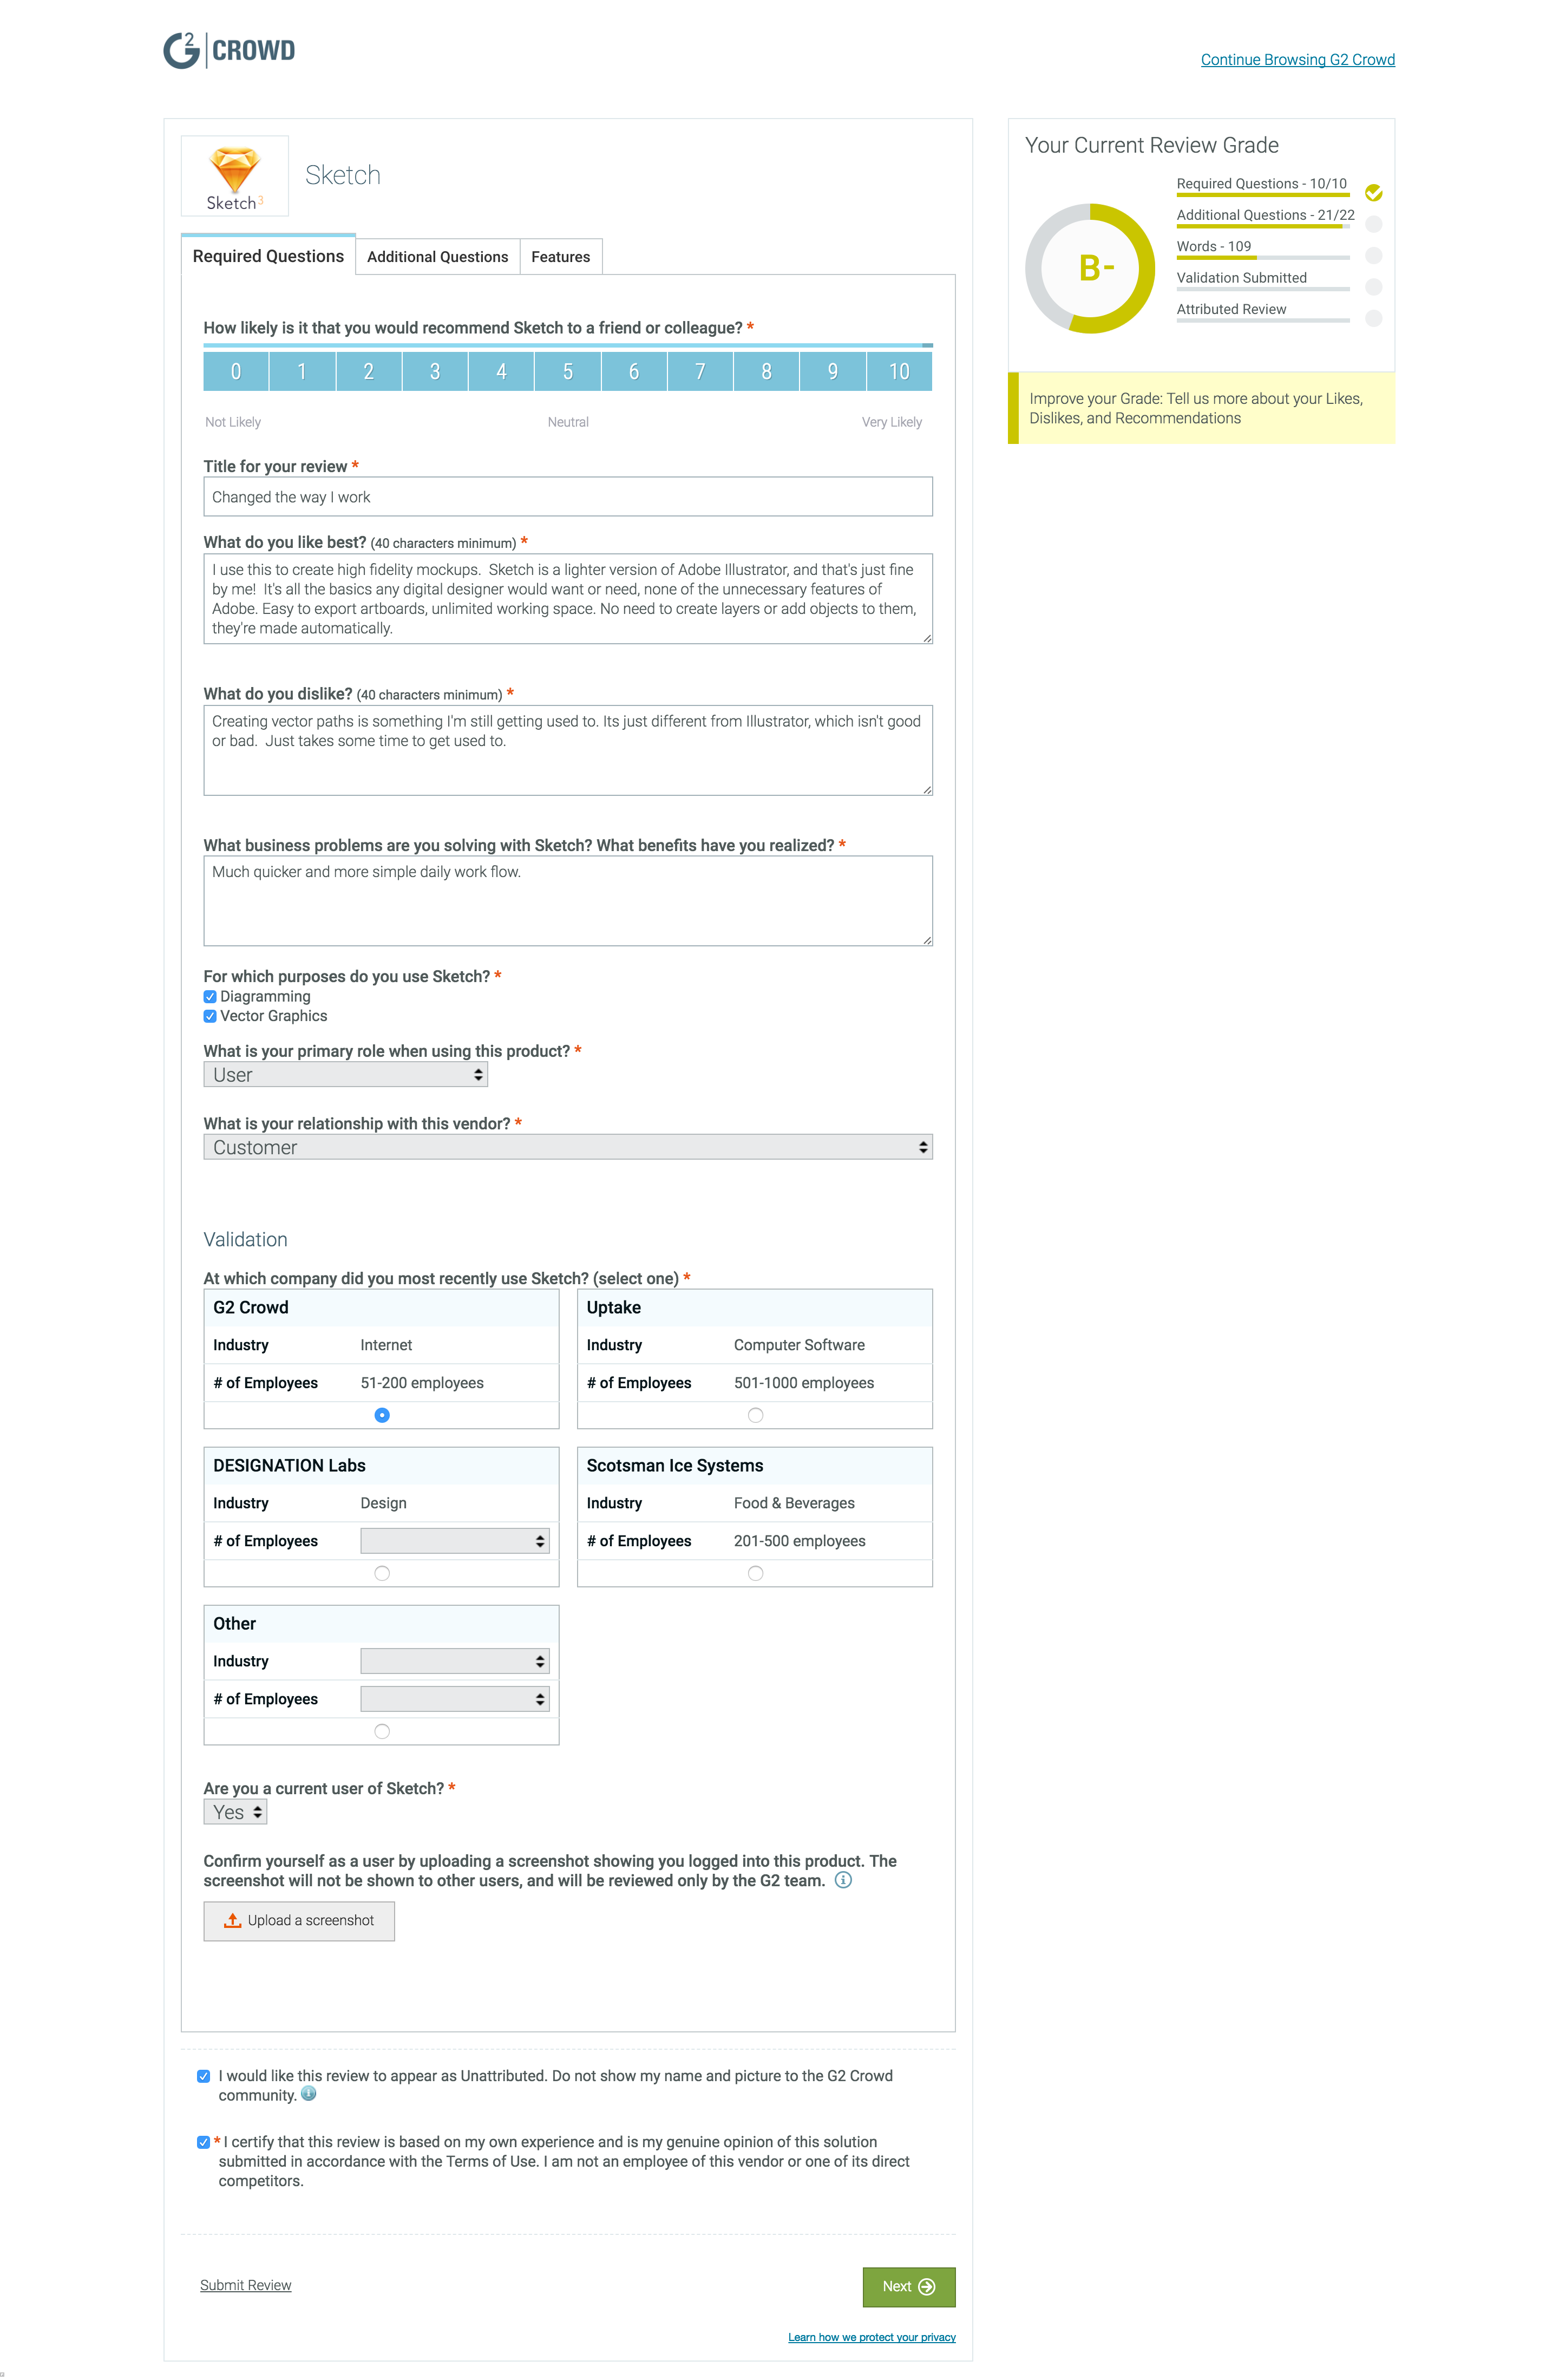 G2 CROWD
Continue Browsing G2 Crowd
Sketch3
Sketch
Required Questions
Additional Questions
Features
How likely is it that you would recommend Sketch to a friend or colleague? *
0 1 2 3 4 5 6 7 8 9 10
Not Likely
Neutral
Very Likely
Title for your review *
Changed the way I work
What do you like best? (40 characters minimum) *
I use this to create high fidelity mockups.  Sketch is a lighter version of Adobe Illustrator, and that's just fine
by me!  It's all the basics any digital designer would want or need, none of the unnecessary features of
Adobe. Easy to export artboards, unlimited working space. No need to create layers or add objects to them,
they're made automatically.
What do you dislike? (40 characters minimum) *
Creating vector paths is something I'm still getting used to. Its just different from Illustrator, which isn't good
or bad.  Just takes some time to get used to.
What business problems are you solving with Sketch? What benefits have you realized? *
Much quicker and more simple daily work flow.
For which purposes do you use Sketch? *
Diagramming
Vector Graphics
What is your primary role when using this product? *
User
What is your relationship with this vendor? *
Customer
Validation
At which company did you most recently use Sketch? (select one) *
G2 Crowd
Industry Internet
# of Employees 51-200 employees
Uptake
Industry Computer Software
# of Employees 501-1000 employees
DESIGNATION Labs
Industry Design
# of Employees
Scotsman Ice Systems
Industry Food & Beverages
# of Employees 201-500 employees
Other
Industry
# of Employees
Are you a current user of Sketch? *
Yes
Confirm yourself as a user by uploading a screenshot showing you logged into this product. The
screenshot will not be shown to other users, and will be reviewed only by the G2 team.
Upload a screenshot
I would like this review to appear as Unattributed. Do not show my name and picture to the G2 Crowd
community.
* I certify that this review is based on my own experience and is my genuine opinion of this solution
submitted in accordance with the Terms of Use. I am not an employee of this vendor or one of its direct
competitors.
Submit Review
Next
Learn how we protect your privacy
Your Current Review Grade
B-
Required Questions - 10/10
Additional Questions - 21/22
Words - 109
Validation Submitted
Attributed Review
Improve your Grade: Tell us more about your Likes,
Dislikes, and Recommendations